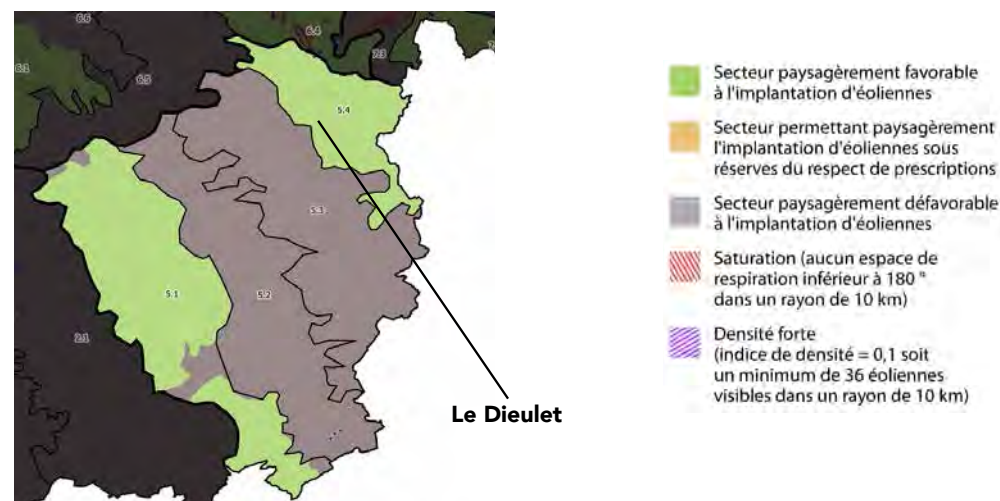 6.6
6.4
7.3
6.1
6.5
5.4
5.3
5.1
5.2
Le Dieulet
Secteur paysagèrement favorable
à l'implantation d'éoliennes
Secteur permettant paysagèrement
l'implantation d'éoliennes sous
réserves du respect de prescriptions
Secteur paysagèrement défavorable
à l'implantation d'éoliennes
Saturation (aucun espace de
respiration inférieur à 180 °
dans un rayon de 10 km)
Densité forte
(indice de densité = 0,1 soit
un minimum de 36 éoliennes
visibles dans un rayon de 10 km)